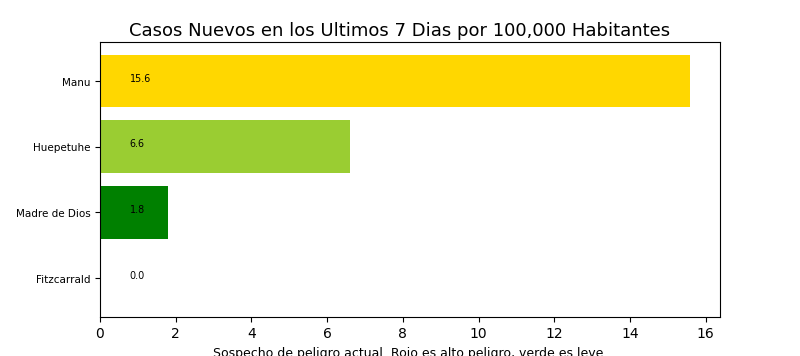 Casos Nuevos en los Ultimos 7 Dias por 100,000 Habitantes
Manu
15.6
Huepetuhe
6.6
Madre de Dios
1.8
Fitzcarrald
0.0
0 2 4 6 8 10 12 14 16
Sospecho de peligro actual. Rojo es alto peligro, verde es leve